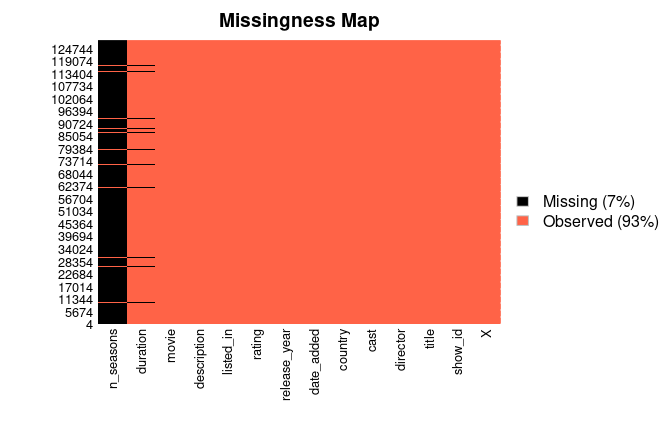 Missingness Map
124744
119074
113404
107734
102064
96394
90724
85054
79384
73714
68044
62374
56704
51034
45364
39694
34024
28354
22684
17014
11344
5674
4
Missing (7%)
Observed (93%)
n_seasons
duration
movie
description
listed_in
rating
release_year
date_added
country
cast
director
title
show_id
X